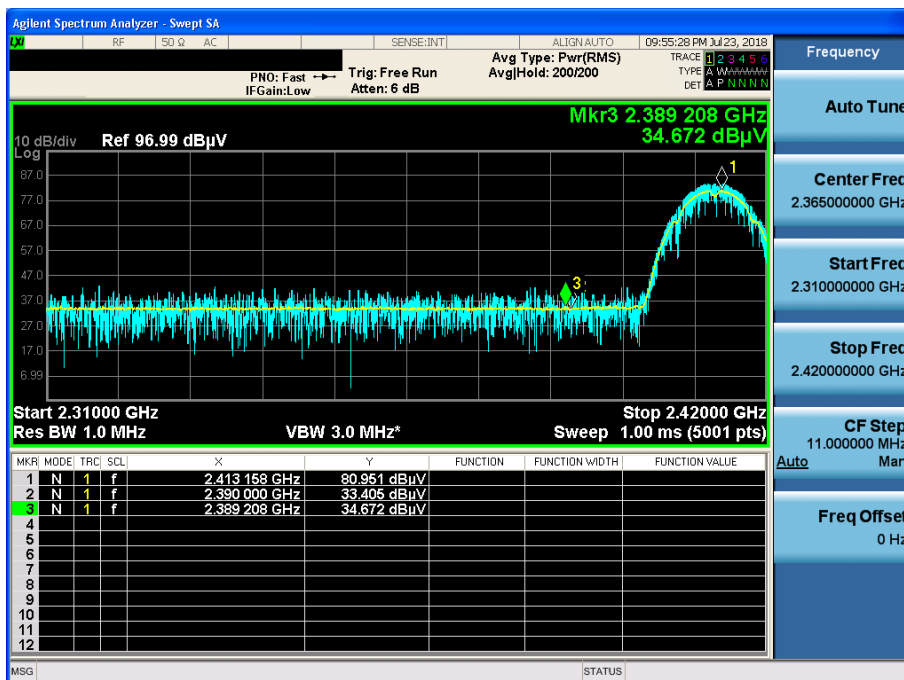 Agilent Spectrum Analyzer - Swept SA
LXI RF 50 Ω AC SENSE:INT ALIGN AUTO 09:55:28 PM Jul 23, 2018
Frequency
Avg Type: Pwr(RMS) TRACE 1 2 3 4 5 6
PNO: Fast Trig: Free Run Avg|Hold: 200/200 TYPE A WWWWW
IFGain:Low Atten: 6 dB DET A P N N N N
Auto Tune
Mkr3 2.389 208 GHz
10 dB/div Ref 96.99 dBµV 34.672 dBµV
Log
87.0
77.0
67.0
57.0
47.0
37.0
27.0
17.0
6.99
1
3
Center Freq
2.365000000 GHz
Start Freq
2.310000000 GHz
Stop Freq
2.420000000 GHz
Start 2.31000 GHz Stop 2.42000 GHz
Res BW 1.0 MHz VBW 3.0 MHz* Sweep 1.00 ms (5001 pts)
CF Step
11.000000 MHz
Auto Man
MKR MODE TRC SCL X Y FUNCTION FUNCTION WIDTH FUNCTION VALUE
1 N 1 f 2.413 158 GHz 80.951 dBµV
2 N 1 f 2.390 000 GHz 33.405 dBµV
3 N 1 f 2.389 208 GHz 34.672 dBµV
4
5
6
7
8
9
10
11
12
Freq Offset
0 Hz
MSG STATUS